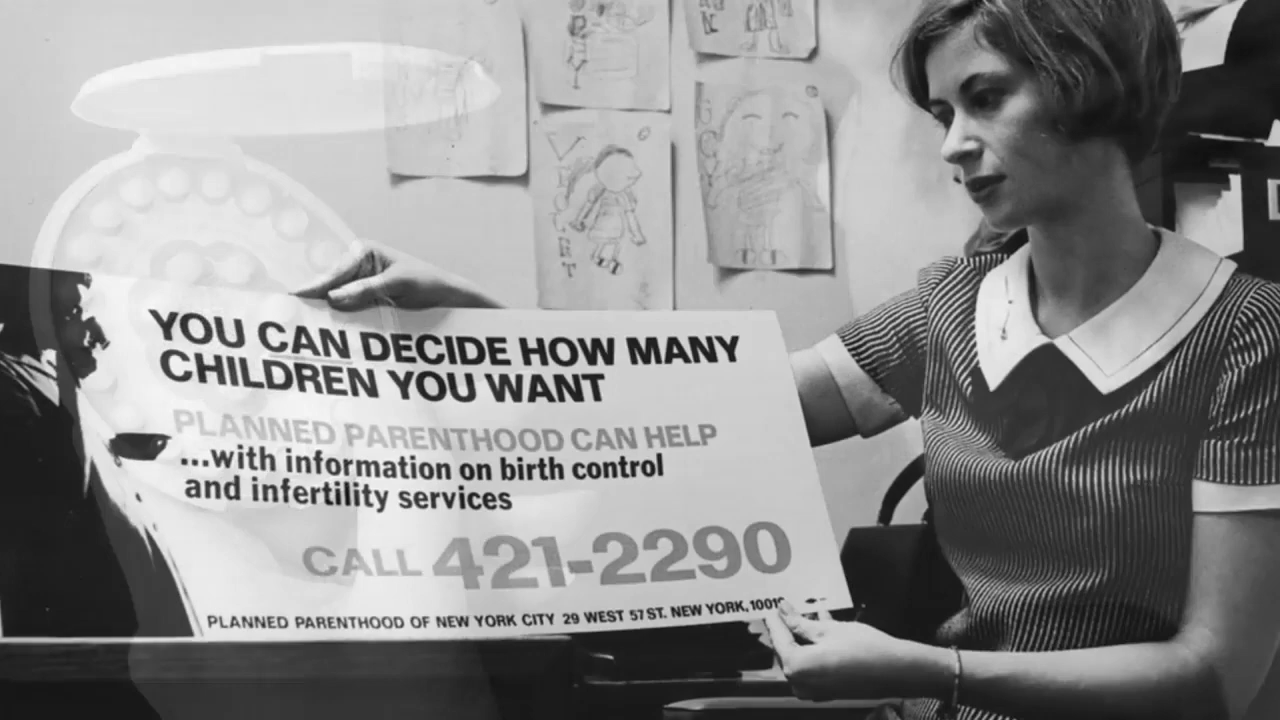 YOU CAN DECIDE HOW MANY
CHILDREN YOU WANT
PLANNED PARENTHOOD CAN HELP
...with information on birth control
and infertility services
CALL 421-2290
PLANNED PARENTHOOD OF NEW YORK CITY 29 WEST 57 ST. NEW YORK, 10019